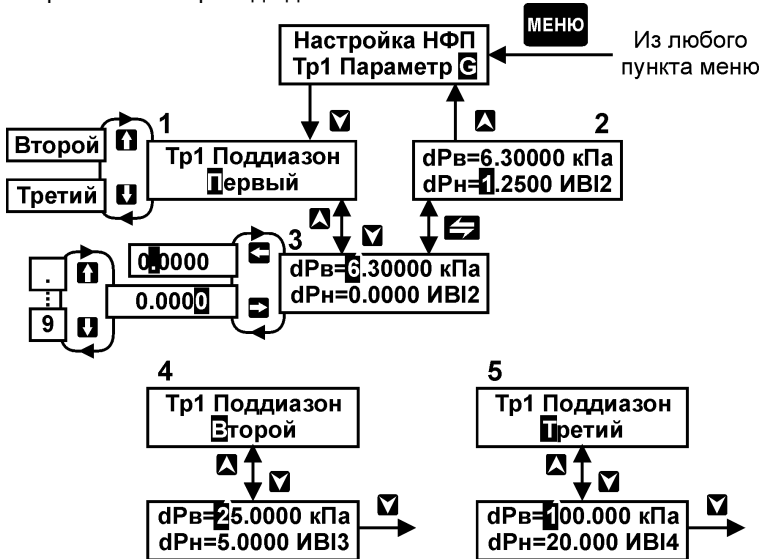 МЕНЮ
Настройка НФП
Тр1 Параметр G
Из любого
пункта меню
1
Второй
Третий
Тр1 Поддиазон
Первый
2
dPв=6.30000 кПа
dPн=1.2500 ИВI2
3
0.0000
0.0000
.
9
dPв=6.30000 кПа
dPн=0.0000 ИВI2
4
Тр1 Поддиазон
Второй
dPв=25.0000 кПа
dPн=5.0000 ИВI3
5
Тр1 Поддиазон
Третий
dPв=100.000 кПа
dPн=20.000 ИВI4